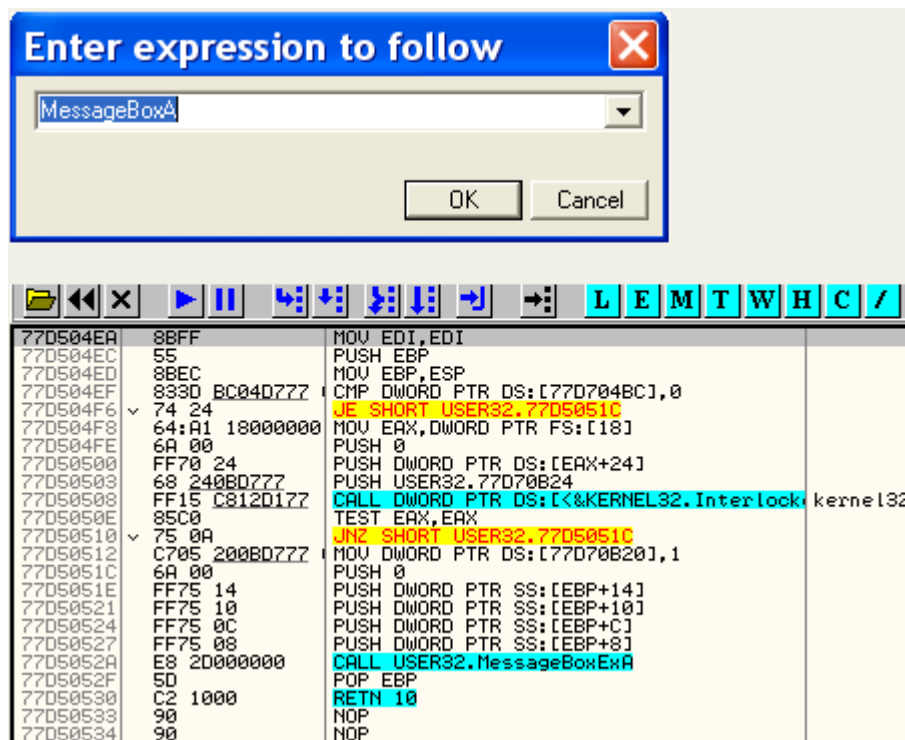 Enter expression to follow
MessageBoxA
OK Cancel
L E M T W H C /
77D504EA 8BFF MOV EDI,EDI
77D504EC 55 PUSH EBP
77D504ED 8BEC MOV EBP,ESP
77D504EF 833D BC04D777 CMP DWORD PTR DS:[77D704BC],0
77D504F6 74 24 JE SHORT USER32.77D5051C
77D504F8 64:A1 18000000 MOV EAX,DWORD PTR FS:[18]
77D504FE 6A 00 PUSH 0
77D50500 FF70 24 PUSH DWORD PTR DS:[EAX+24]
77D50503 68 240BD777 PUSH USER32.77D70B24
77D50508 FF15 C812D177 CALL DWORD PTR DS:[<&KERNEL32.Interlock kernel32
77D5050E 85C0 TEST EAX,EAX
77D50510 75 0A JNZ SHORT USER32.77D5051C
77D50512 C705 200BD777 MOV DWORD PTR DS:[77D70B20],1
77D5051C 6A 00 PUSH 0
77D5051E FF75 14 PUSH DWORD PTR SS:[EBP+14]
77D50521 FF75 10 PUSH DWORD PTR SS:[EBP+10]
77D50524 FF75 0C PUSH DWORD PTR SS:[EBP+C]
77D50527 FF75 08 PUSH DWORD PTR SS:[EBP+8]
77D5052A E8 2D000000 CALL USER32.MessageBoxExA
77D5052F 5D POP EBP
77D50530 C2 1000 RETN 10
77D50533 90 NOP
77D50534 90 NOP